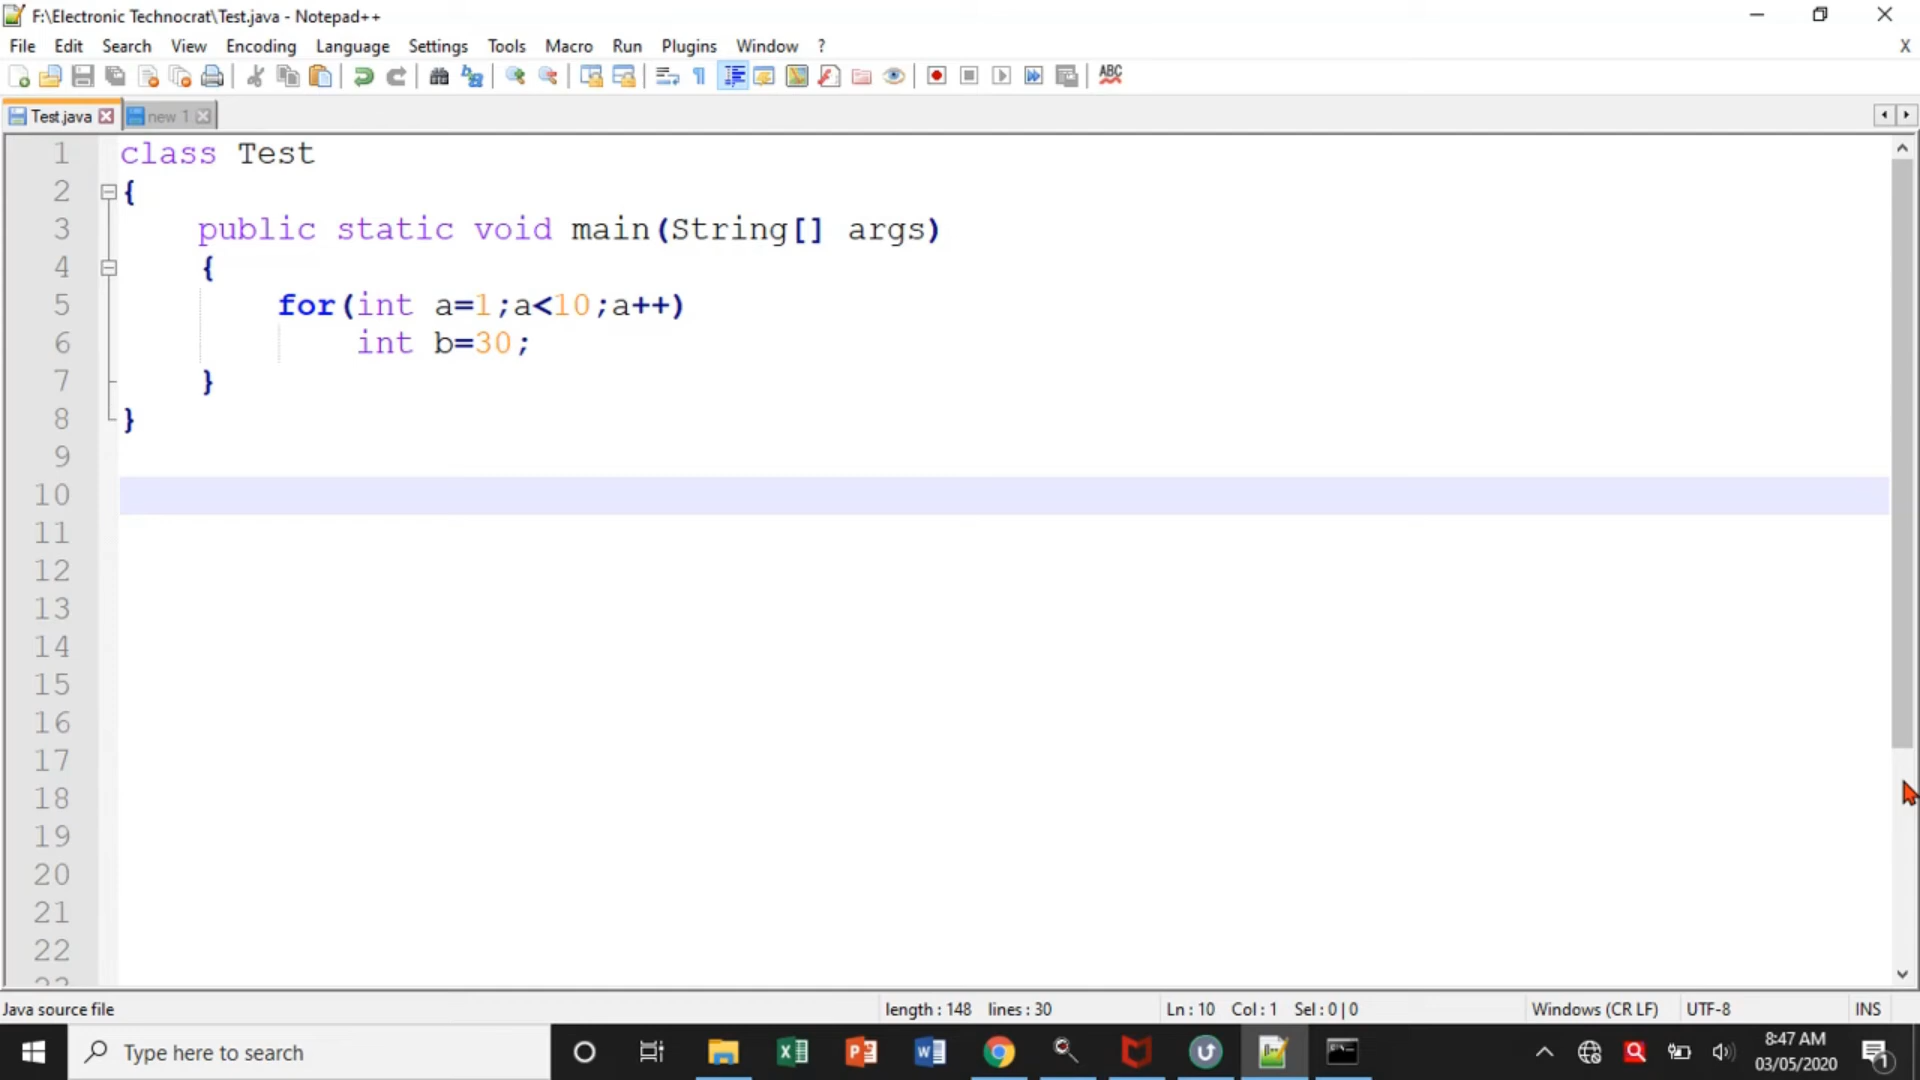 F:\Electronic Technocrat\Test.java - Notepad++
File Edit Search View Encoding Language Settings Tools Macro Run Plugins Window ? X
ABC
Test.java new 1
1 class Test
2 {
3 public static void main(String[] args)
4 {
5 for(int a=1;a<10;a++)
6 int b=30;
7 }
8 }
9
10
11
12
13
14
15
16
17
18
19
20
21
22
23
Java source file length : 148 lines : 30 Ln : 10 Col : 1 Sel : 0 | 0 Windows (CR LF) UTF-8 INS
Type here to search
8:47 AM
03/05/2020
1